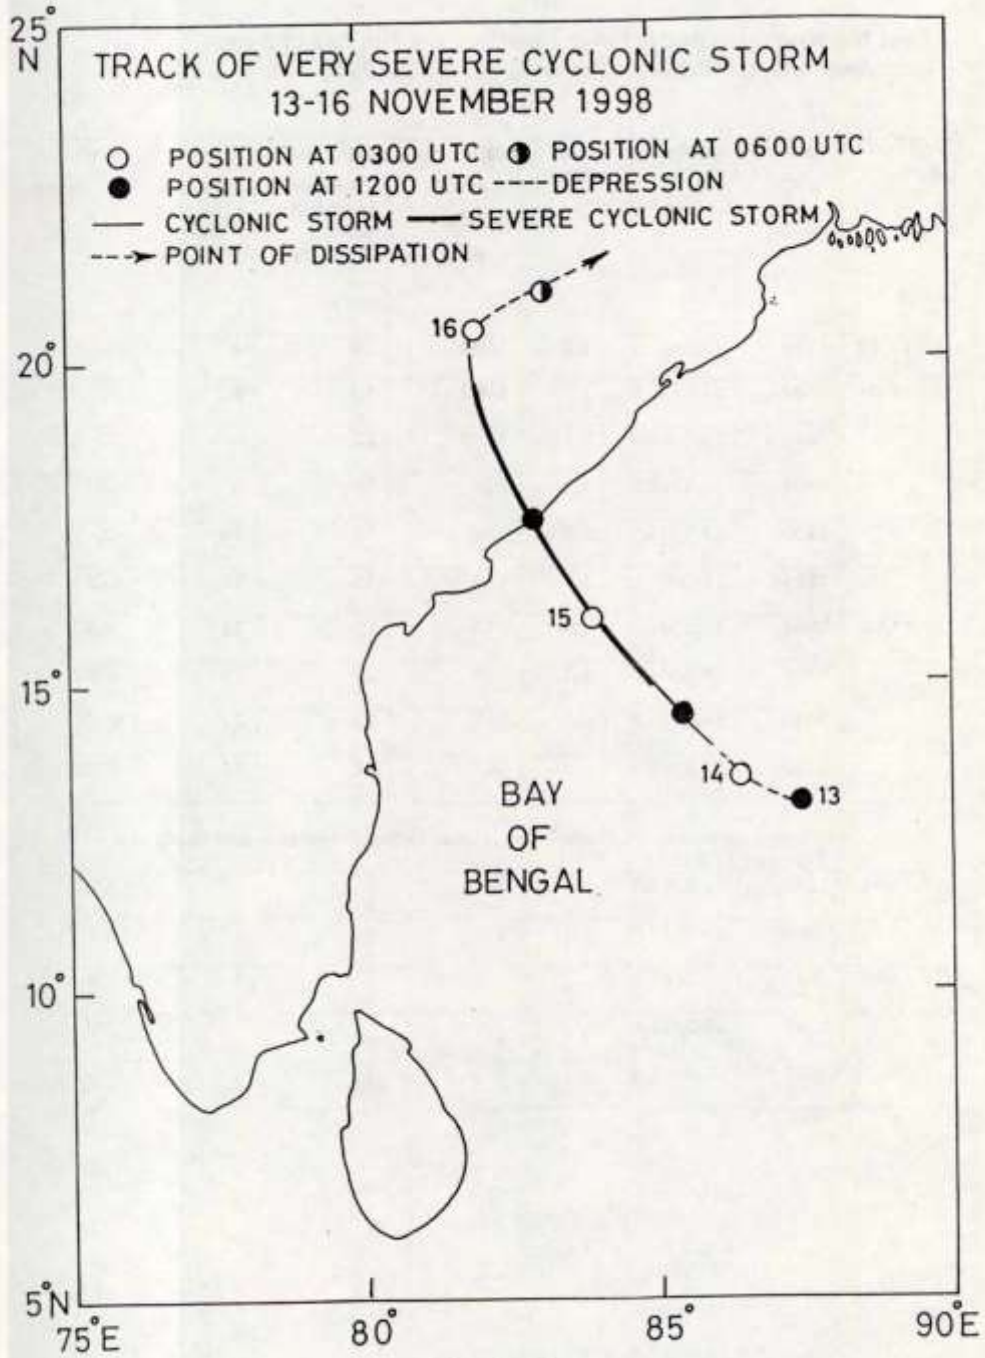 25°
N
TRACK OF VERY SEVERE CYCLONIC STORM
13-16 NOVEMBER 1998
POSITION AT 0300 UTC POSITION AT 0600 UTC
POSITION AT 1200 UTC DEPRESSION
CYCLONIC STORM SEVERE CYCLONIC STORM
POINT OF DISSIPATION
16
20°
15
15°
14
13
BAY
OF
BENGAL
10°
5°N
75°E 80° 85° 90°E